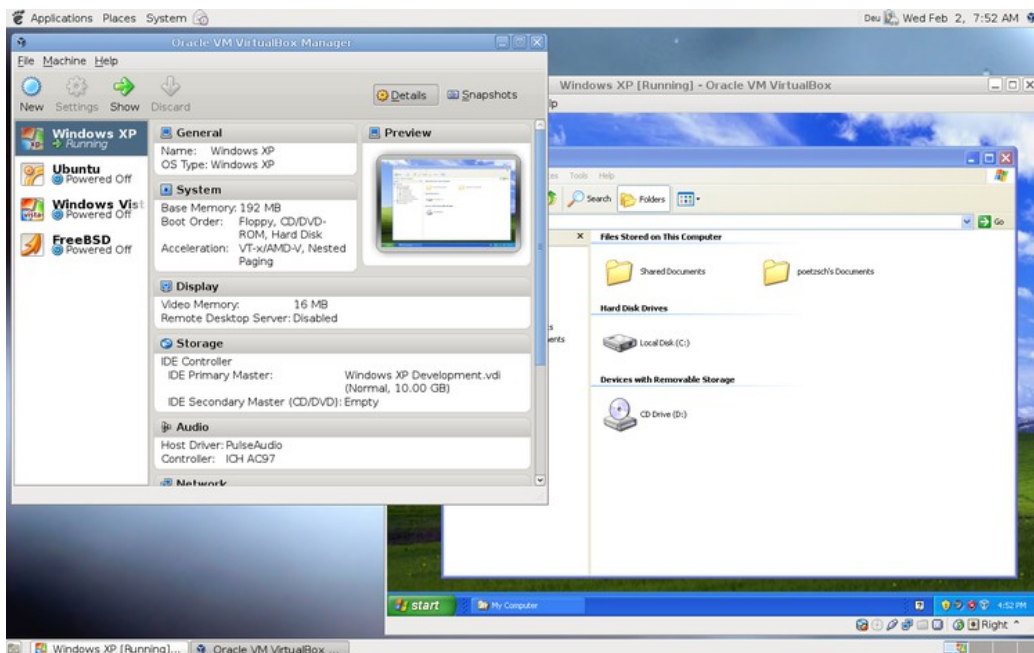 Applications Places System
Deu Wed Feb 2, 7:52 AM
Oracle VM VirtualBox Manager
File Machine Help
New Settings Show Discard
Details Snapshots
Windows XP
Running
Ubuntu
Powered Off
Windows Vist
Powered Off
FreeBSD
Powered Off
General
Name: Windows XP
OS Type: Windows XP
Preview
System
Base Memory: 192 MB
Boot Order: Floppy, CD/DVD-
ROM, Hard Disk
Acceleration: VT-x/AMD-V, Nested
Paging
Display
Video Memory: 16 MB
Remote Desktop Server: Disabled
Storage
IDE Controller
IDE Primary Master: Windows XP Development.vdi
(Normal, 10.00 GB)
IDE Secondary Master (CD/DVD): Empty
Audio
Host Driver: PulseAudio
Controller: ICH AC97
Network
Windows XP [Running] - Oracle VM VirtualBox
Tools Help
Search Folders
Go
Files Stored on This Computer
Shared Documents
poetzsch's Documents
Hard Disk Drives
Local Disk (C:)
Devices with Removable Storage
CD Drive (D:)
start
My Computer
4:52 PM
Right
Windows XP [Running]...
Oracle VM VirtualBox ...